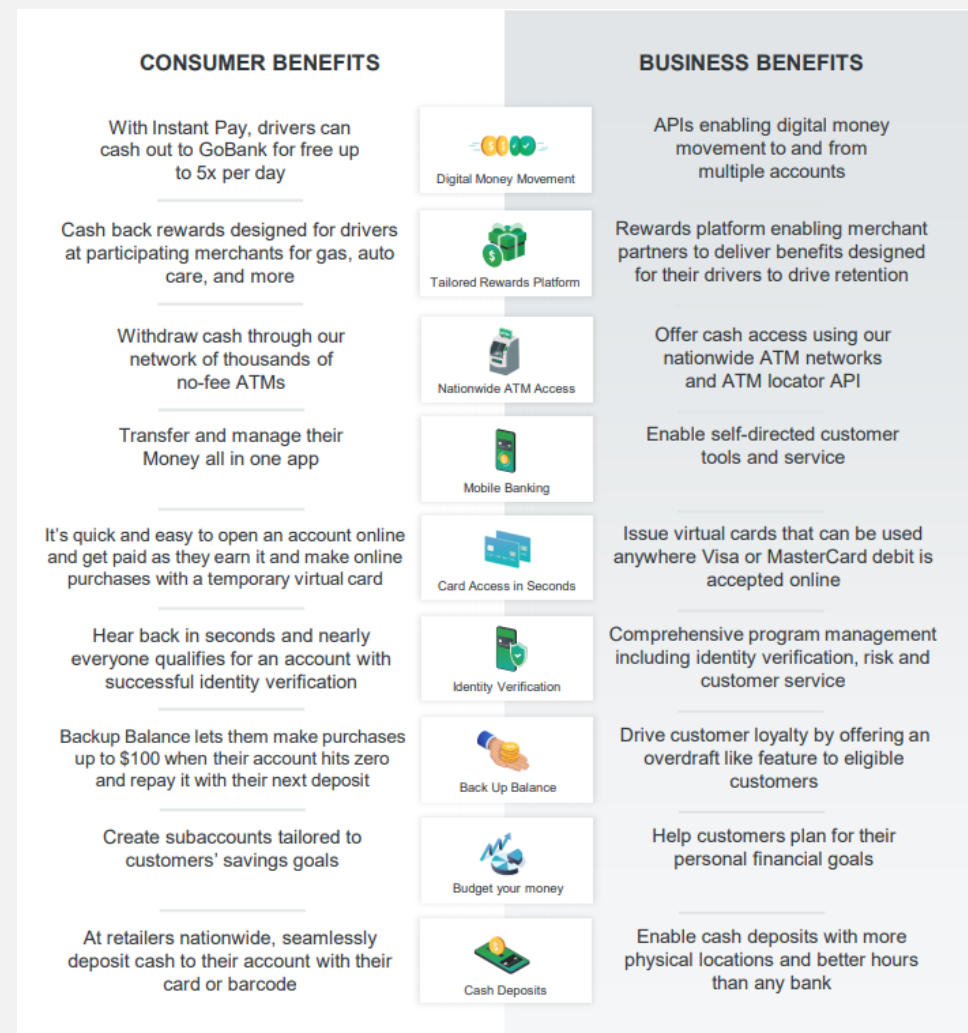 CONSUMER BENEFITS
BUSINESS BENEFITS
With Instant Pay, drivers can
cash out to GoBank for free up
to 5x per day
Digital Money Movement
APIs enabling digital money
movement to and from
multiple accounts
Cash back rewards designed for drivers
at participating merchants for gas, auto
care, and more
Tailored Rewards Platform
Rewards platform enabling merchant
partners to deliver benefits designed
for their drivers to drive retention
Withdraw cash through our
network of thousands of
no-fee ATMs
Nationwide ATM Access
Offer cash access using our
nationwide ATM networks
and ATM locator API
Transfer and manage their
Money all in one app
Mobile Banking
Enable self-directed customer
tools and service
It's quick and easy to open an account online
and get paid as they earn it and make online
purchases with a temporary virtual card
Card Access in Seconds
Issue virtual cards that can be used
anywhere Visa or MasterCard debit is
accepted online
Hear back in seconds and nearly
everyone qualifies for an account with
successful identity verification
Identity Verification
Comprehensive program management
including identity verification, risk and
customer service
Backup Balance lets them make purchases
up to $100 when their account hits zero
and repay it with their next deposit
Back Up Balance
Drive customer loyalty by offering an
overdraft like feature to eligible
customers
Create subaccounts tailored to
customers' savings goals
Budget your money
Help customers plan for their
personal financial goals
At retailers nationwide, seamlessly
deposit cash to their account with their
card or barcode
Cash Deposits
Enable cash deposits with more
physical locations and better hours
than any bank